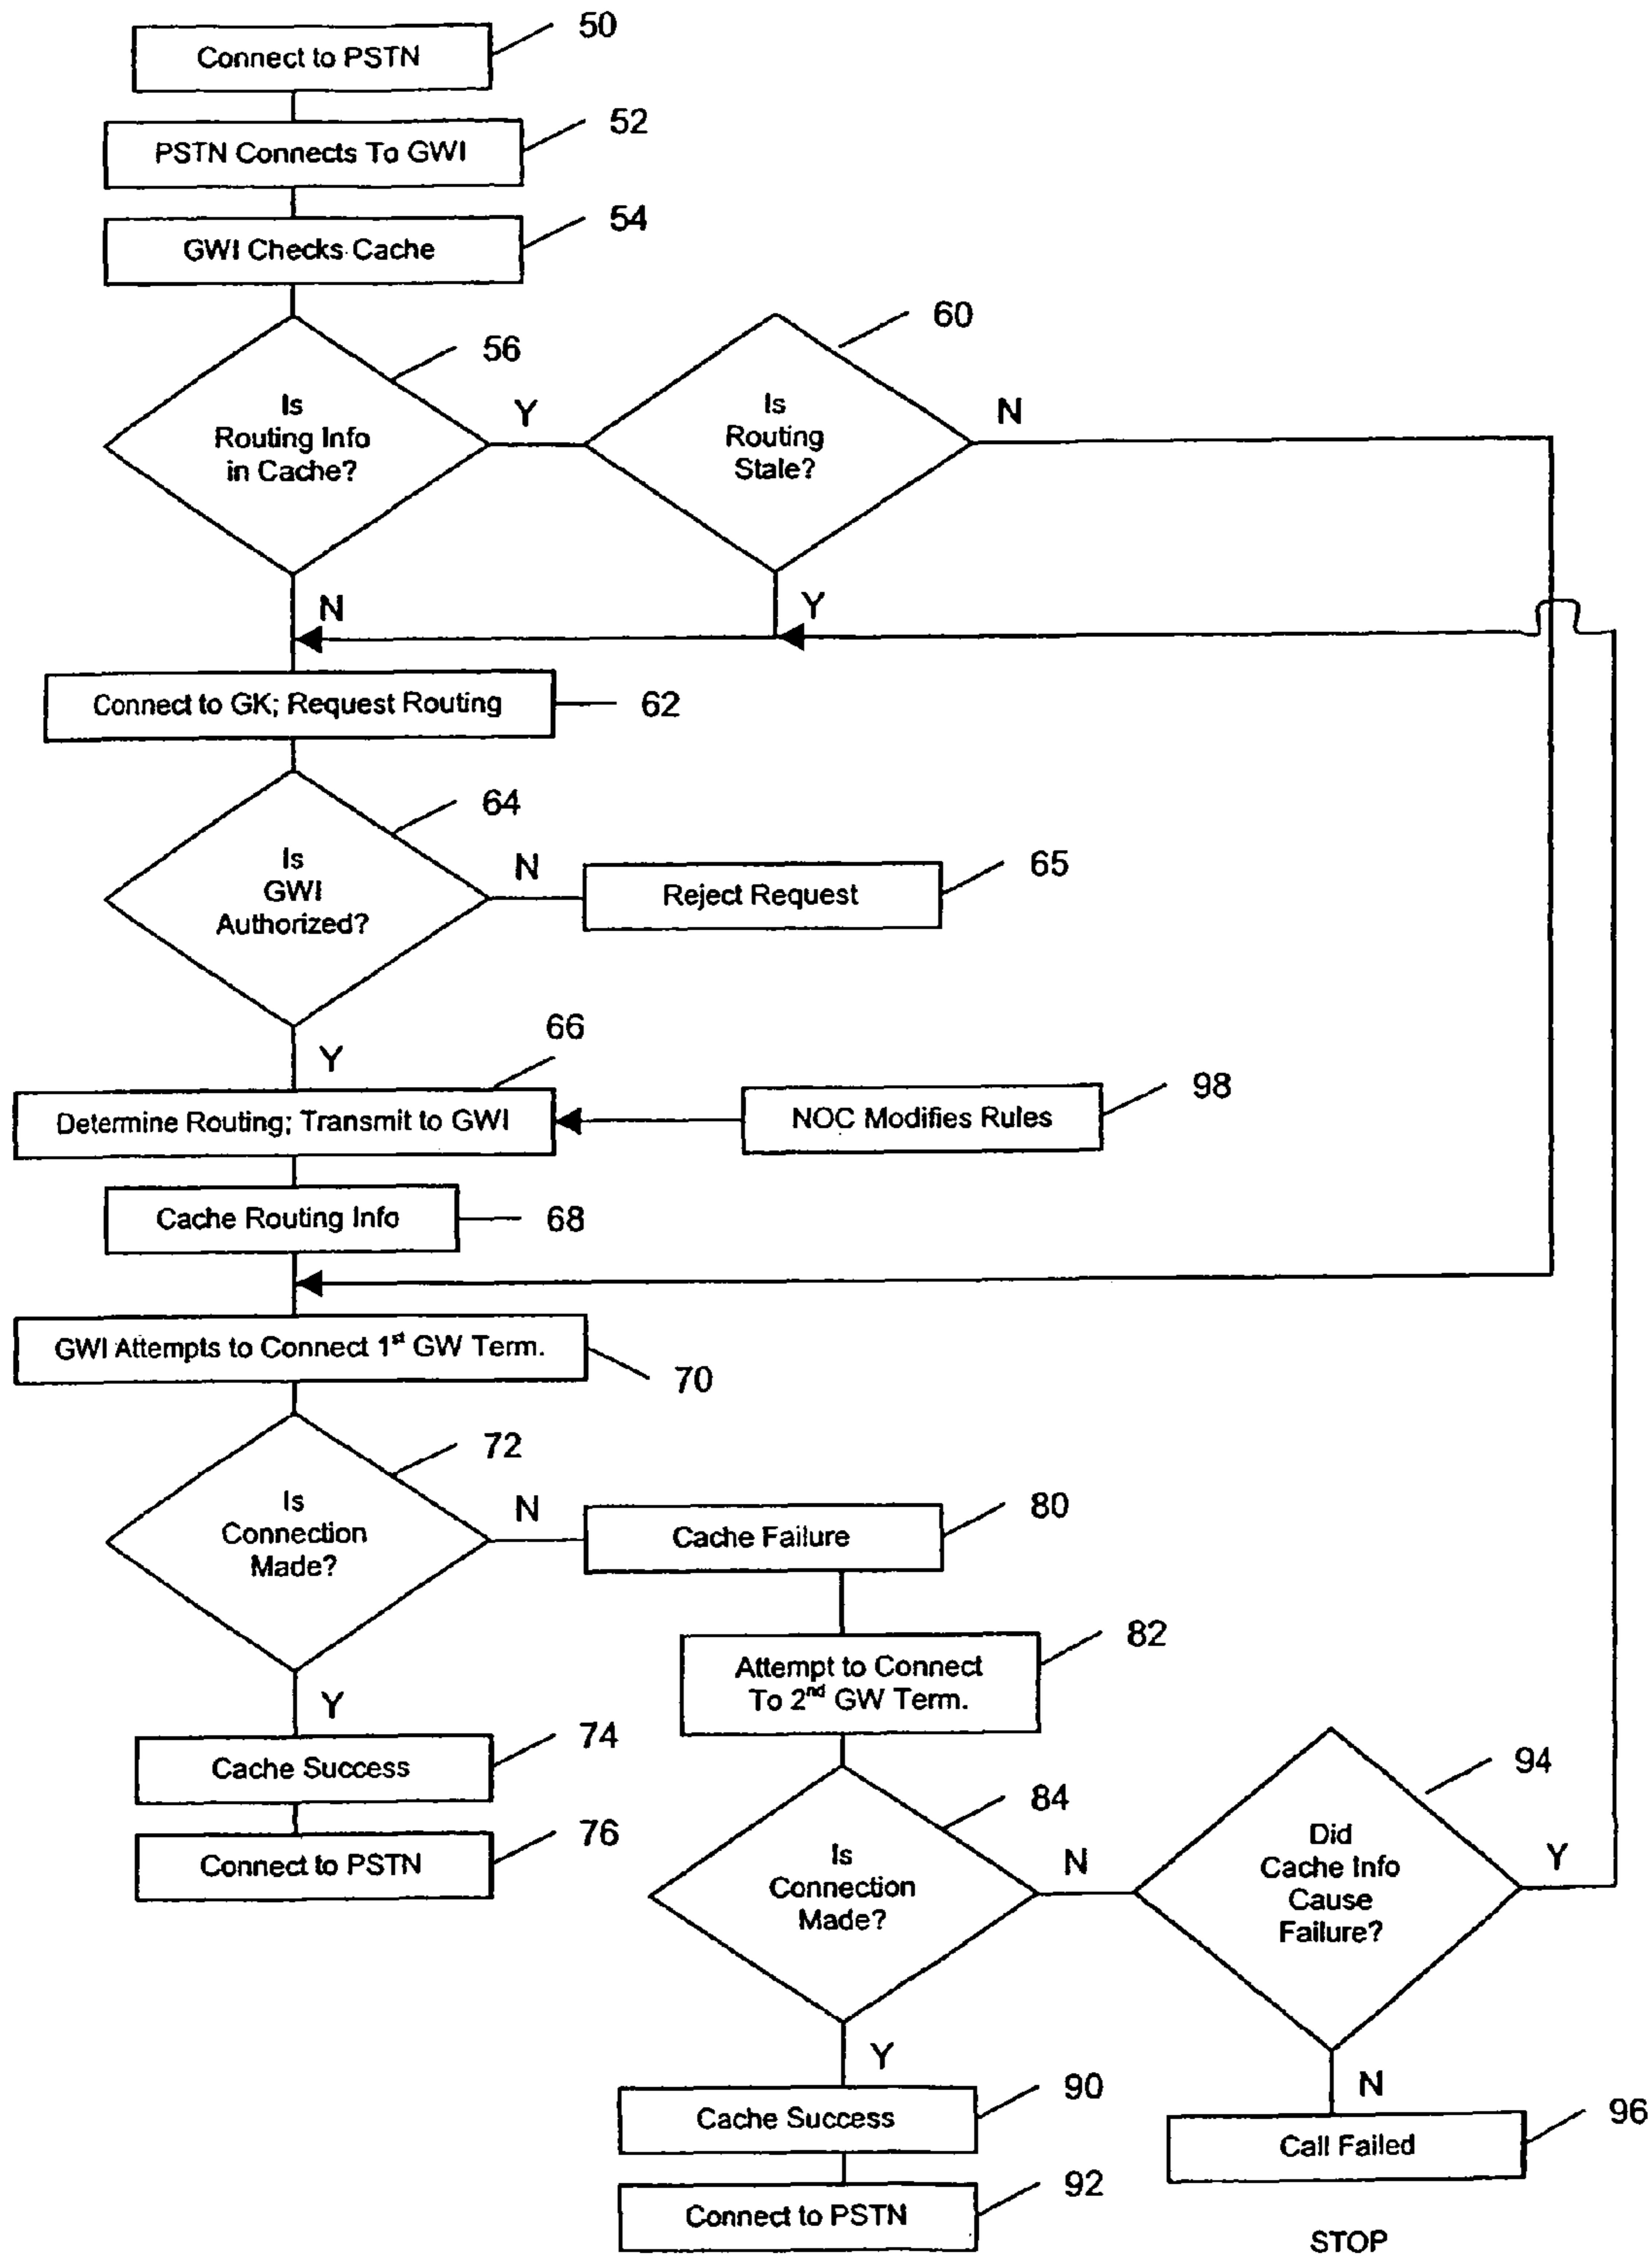 50
Connect to PSTN
52
PSTN Connects To GWI
54
GWI Checks Cache
56
Is
Routing Info
in Cache?
Y
N
60
Is
Routing
Stale?
N
Y
Connect to GK; Request Routing
62
64
Is
GWI
Authorized?
N
Reject Request
65
Y
66
Determine Routing; Transmit to GWI
NOC Modifies Rules
98
Cache Routing Info
68
GWI Attempts to Connect 1st GW Term.
70
72
Is
Connection
Made?
N
Y
Cache Failure
80
Attempt to Connect
To 2nd GW Term.
82
Cache Success
74
Connect to PSTN
76
84
Is
Connection
Made?
N
Y
94
Did
Cache Info
Cause
Failure?
Y
N
Cache Success
90
Connect to PSTN
92
Call Failed
96
STOP